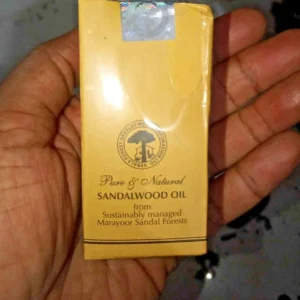 Pure & Natural
SANDALWOOD OIL
from
Sustainably managed
Marayoor Sandal Forests